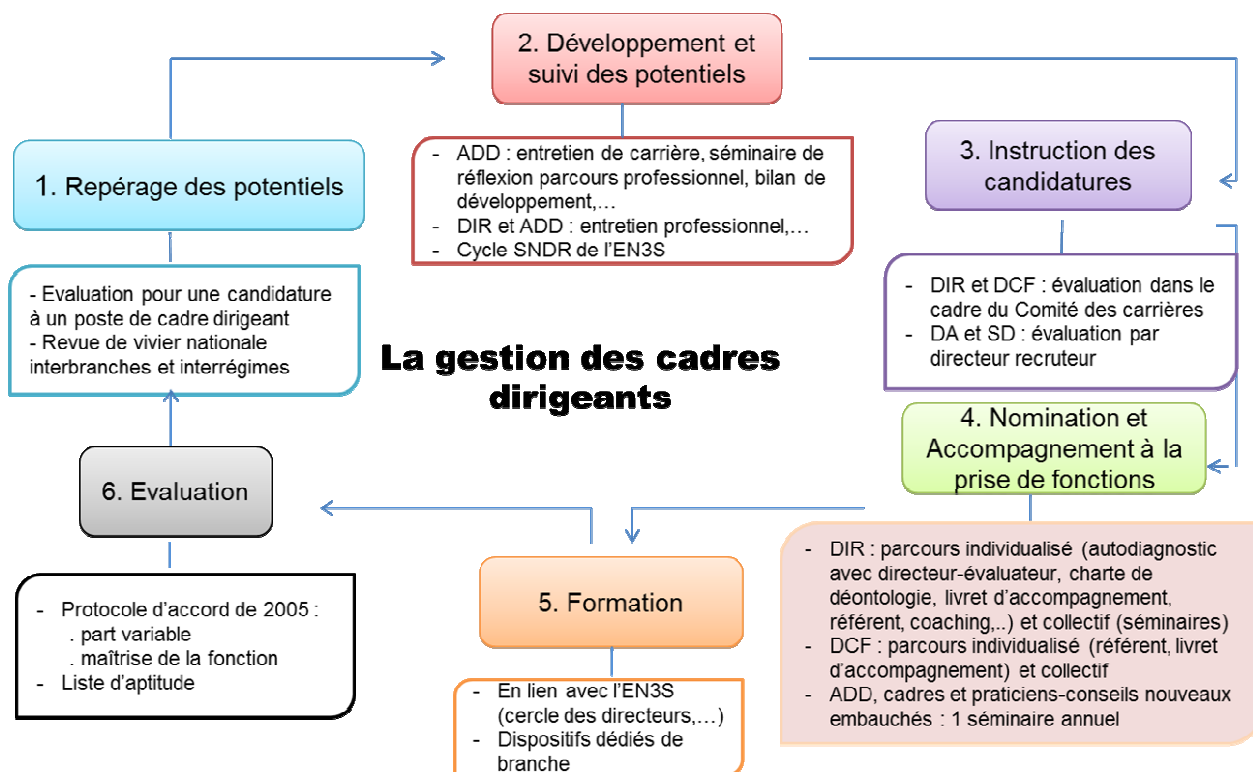 2. Développement et
suivi des potentiels
- ADD : entretien de carrière, séminaire de
réflexion parcours professionnel, bilan de
développement,…
- DIR et ADD : entretien professionnel,…
- Cycle SNDR de l’EN3S
1. Repérage des potentiels
- Evaluation pour une candidature
à un poste de cadre dirigeant
- Revue de vivier nationale
interbranches et interrégimes
3. Instruction des
candidatures
- DIR et DCF : évaluation dans le
cadre du Comité des carrières
- DA et SD : évaluation par
directeur recruteur
La gestion des cadres
dirigeants
4. Nomination et
Accompagnement à la
prise de fonctions
- DIR : parcours individualisé (autodiagnostic
avec directeur-évaluateur, charte de
déontologie, livret d’accompagnement,
référent, coaching,..) et collectif (séminaires)
- DCF : parcours individualisé (référent, livret
d’accompagnement) et collectif
- ADD, cadres et praticiens-conseils nouveaux
embauchés : 1 séminaire annuel
5. Formation
- En lien avec l’EN3S
(cercle des directeurs,…)
- Dispositifs dédiés de
branche
6. Evaluation
- Protocole d’accord de 2005 :
. part variable
. maîtrise de la fonction
- Liste d’aptitude